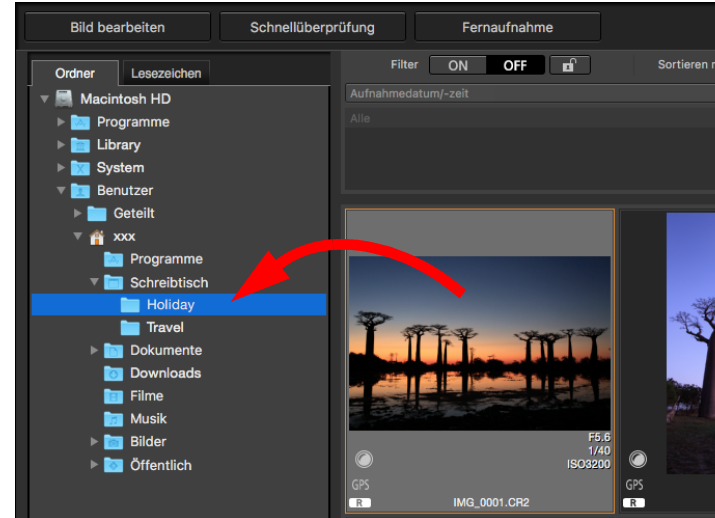 Bild bearbeiten Schnellüberprüfung Fernaufnahme
Filter ON OFF Sortieren
Ordner Lesezeichen
Aufnahmedatum/-zeit
Macintosh HD
Alle
Programme
Library
System
Benutzer
Geteilt
xxx
Programme
Schreibtisch
Holiday
Travel
Dokumente
Downloads
Filme
Musik
Bilder
Öffentlich
F5.6
1/40
ISO3200
GPS
R IMG_0001.CR2
GPS
R